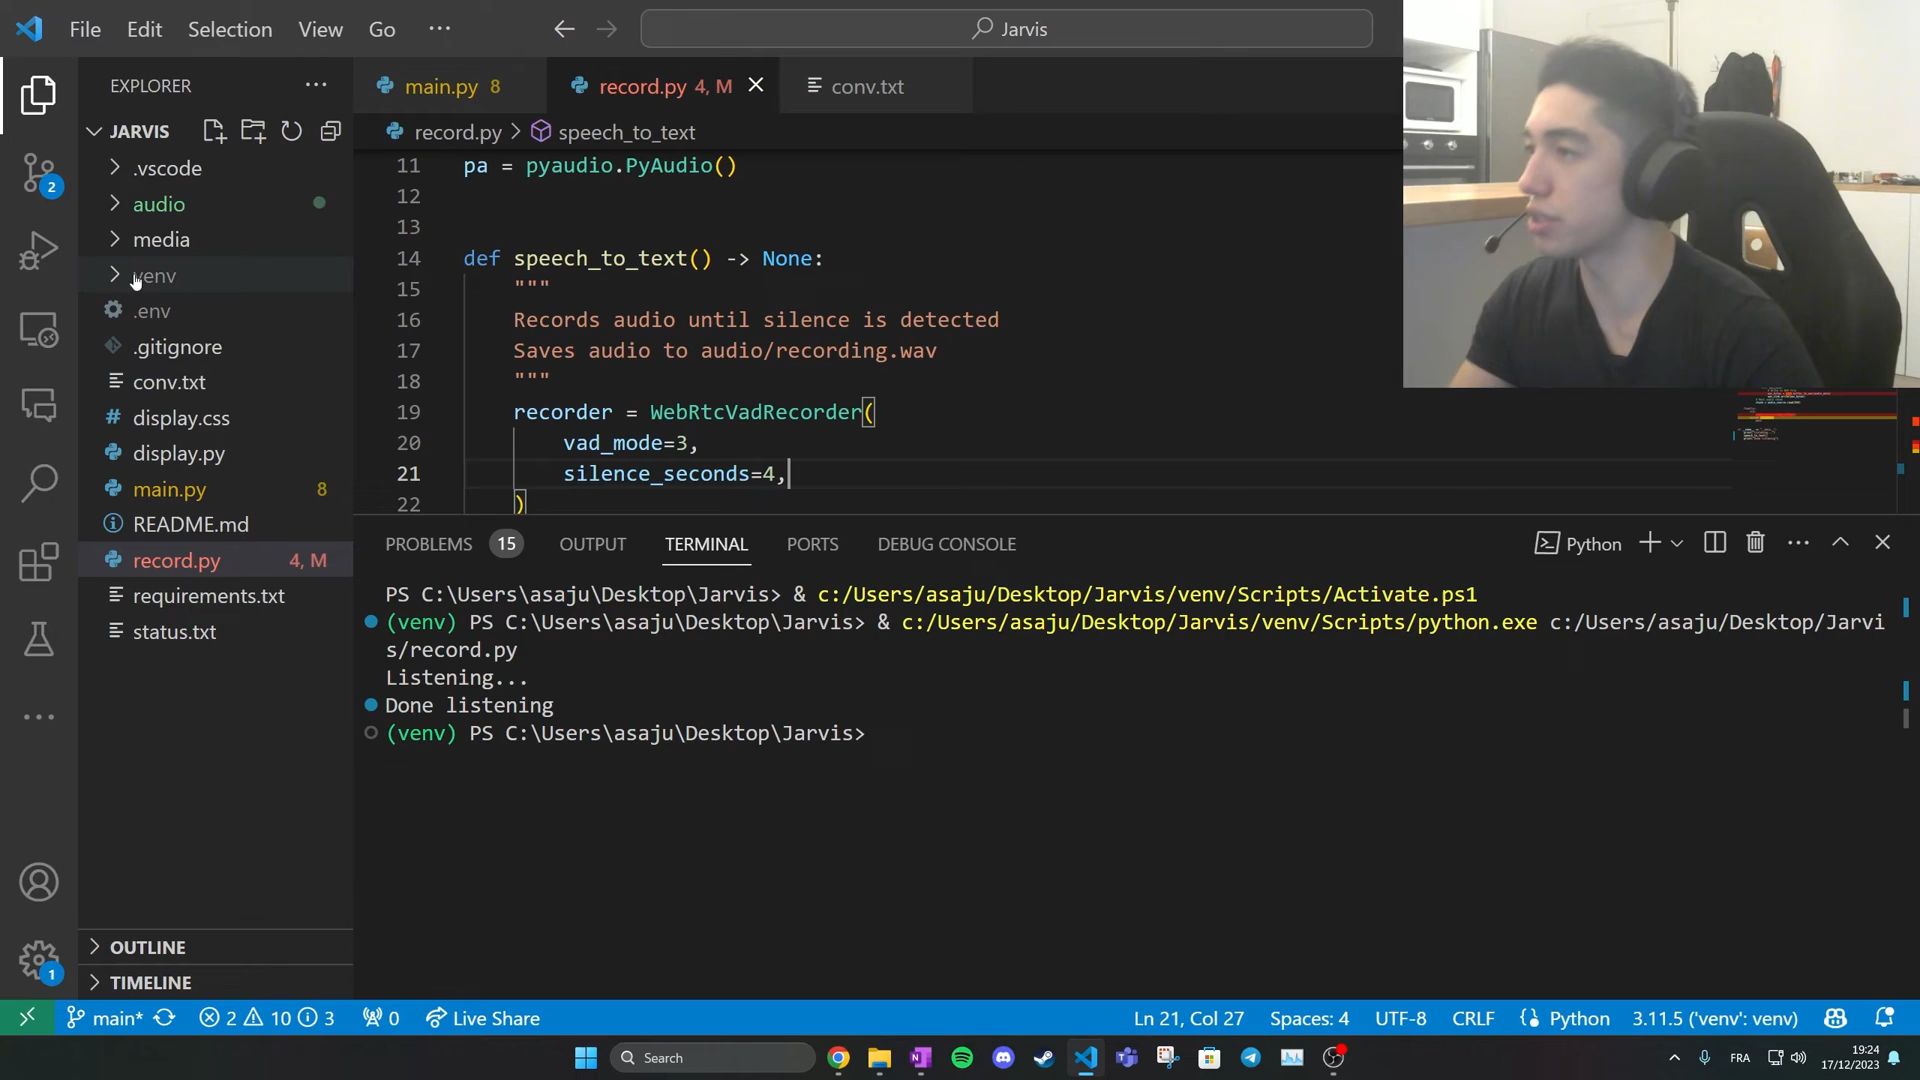 File Edit Selection View Go ··· Jarvis
EXPLORER
JARVIS
.vscode
audio
media
venv
.env
.gitignore
conv.txt
display.css
display.py
main.py 8
README.md
record.py 4, M
requirements.txt
status.txt
OUTLINE
TIMELINE
2
1
main.py 8 record.py 4, M conv.txt
record.py > speech_to_text
11 pa = pyaudio.PyAudio()
12
13
14 def speech_to_text() -> None:
15 """
16 Records audio until silence is detected
17 Saves audio to audio/recording.wav
18 """
19 recorder = WebRtcVadRecorder(
20 vad_mode=3,
21 silence_seconds=4,
22 )
PROBLEMS 15 OUTPUT TERMINAL PORTS DEBUG CONSOLE Python
PS C:\Users\asaju\Desktop\Jarvis> & c:/Users/asaju/Desktop/Jarvis/venv/Scripts/Activate.ps1
(venv) PS C:\Users\asaju\Desktop\Jarvis> & c:/Users/asaju/Desktop/Jarvis/venv/Scripts/python.exe c:/Users/asaju/Desktop/Jarvi
s/record.py
Listening...
Done listening
(venv) PS C:\Users\asaju\Desktop\Jarvis>
main* 2 10 3 0 Live Share Ln 21, Col 27 Spaces: 4 UTF-8 CRLF Python 3.11.5 ('venv': venv)
Search FRA 19:24
17/12/2023